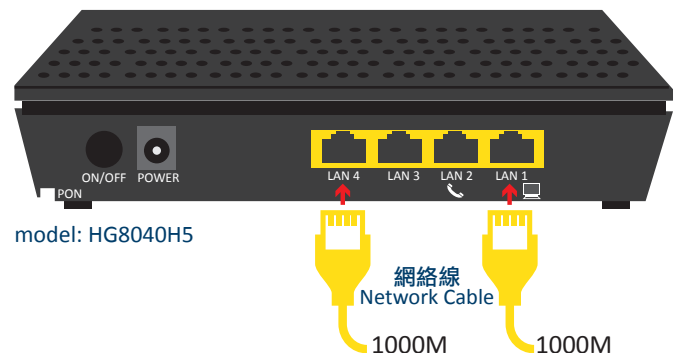 ON/OFF POWER
LAN 4 LAN 3 LAN 2 LAN 1
PON
model: HG8040H5
網絡線
Network Cable
1000M 1000M